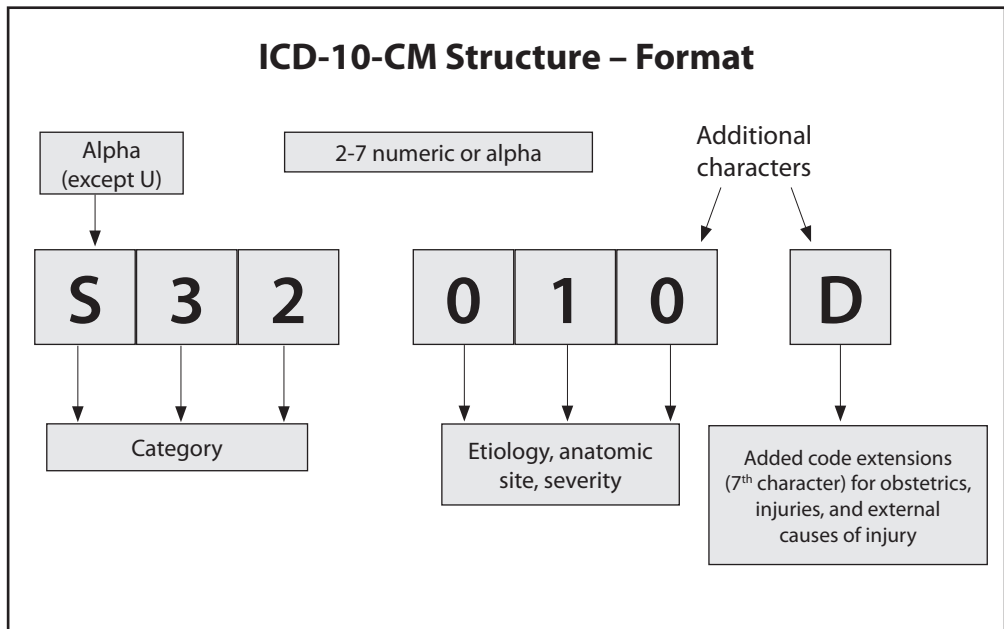 ICD-10-CM Structure – Format
Alpha
(except U)
2-7 numeric or alpha
Additional
characters
S 3 2 0 1 0 D
Category
Etiology, anatomic
site, severity
Added code extensions
(7th character) for obstetrics,
injuries, and external
causes of injury